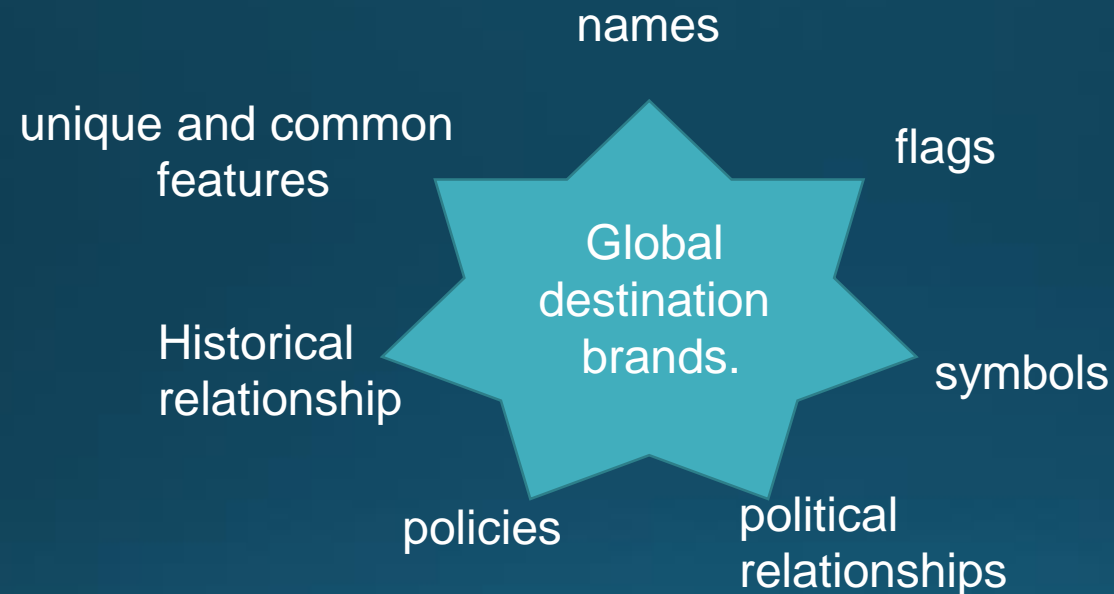 names
unique and common
features
flags
Global
destination
brands.
Historical
relationship
symbols
policies
political
relationships